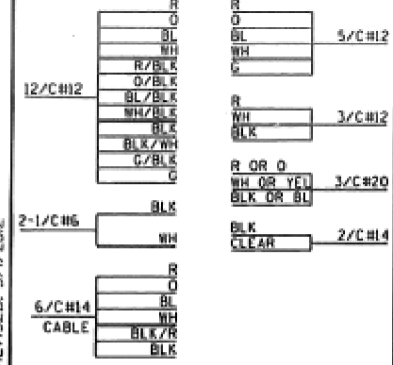 R
O
BL
WH
R/BLK
O/BLK
BL/BLK
WH/BLK
BLK
BLK/WH
G/BLK
G
12/C#12
BLK
WH
2-1/C#6
R
O
BL
WH
BLK/R
BLK
6/C#14
CABLE
R
O
BL
WH
G
5/C#12
R
WH
BLK
3/C#12
R OR O
WH OR YEL
BLK OR BL
3/C#20
BLK
CLEAR
2/C#14